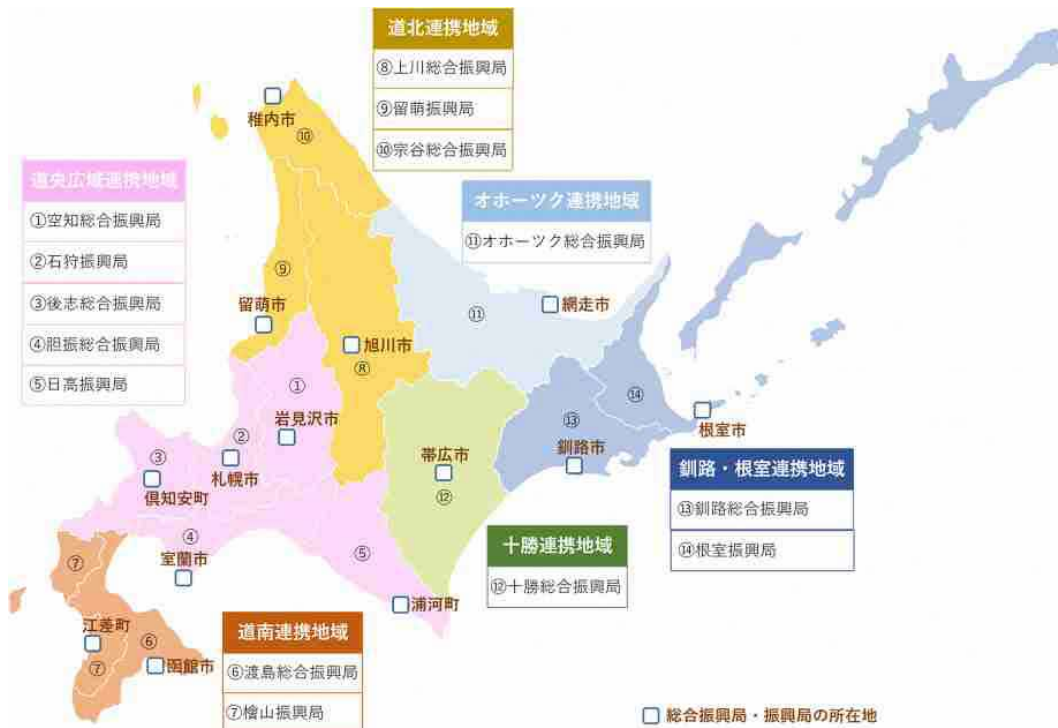 道北連携地域
⑧上川総合振興局
⑨留萌振興局
⑩宗谷総合振興局
稚内市
⑩
道央広域連携地域
①空知総合振興局
②石狩振興局
③後志総合振興局
④胆振総合振興局
⑤日高振興局
オホーツク連携地域
⑪オホーツク総合振興局
⑨
留萌市
⑪
網走市
旭川市
⑧
①
岩見沢市
②
札幌市
③
倶知安町
④
室蘭市
⑤
浦河町
帯広市
⑫
⑬
釧路市
⑭
根室市
釧路・根室連携地域
⑬釧路総合振興局
⑭根室振興局
十勝連携地域
⑫十勝総合振興局
⑦
江差町
⑥
⑦
函館市
道南連携地域
⑥渡島総合振興局
⑦檜山振興局
総合振興局・振興局の所在地